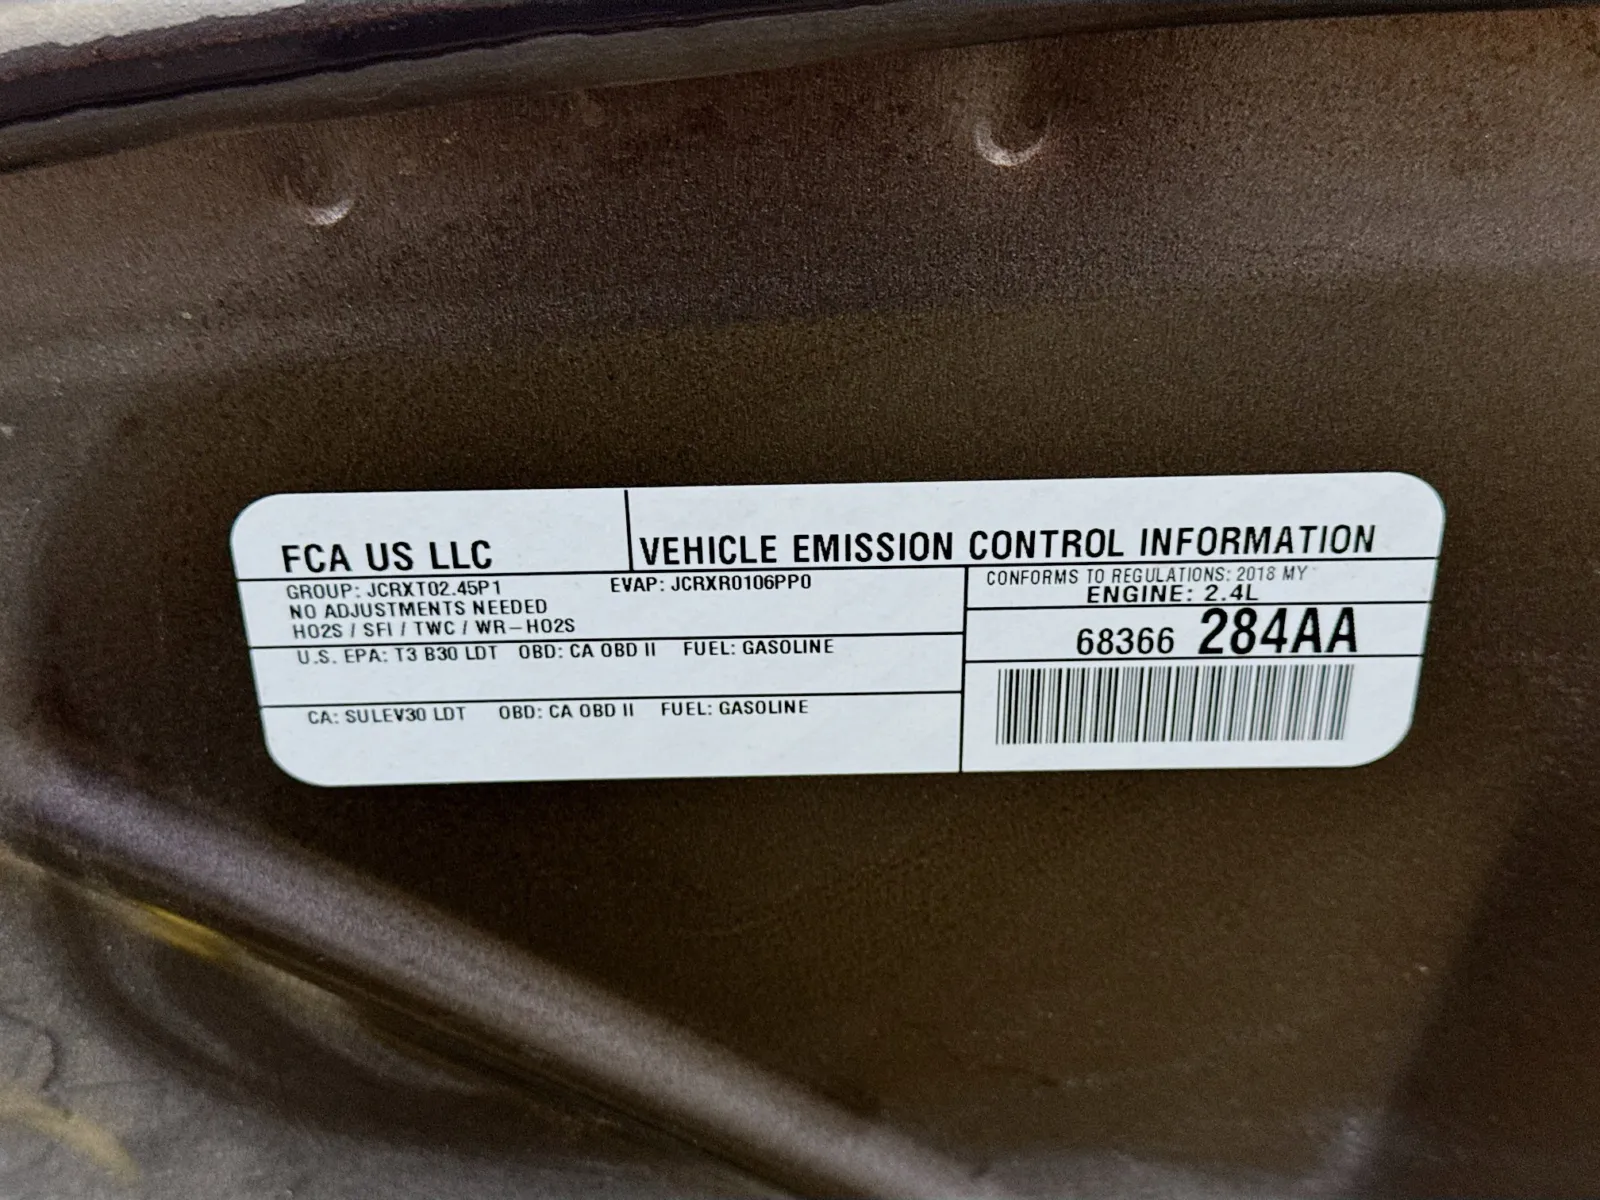 FCA US LLC
VEHICLE EMISSION CONTROL INFORMATION
GROUP: JCRXT02.45P1 EVAP: JCRXR0106PP0
NO ADJUSTMENTS NEEDED
HO2S / SFI / TWC / WR-HO2S
U.S. EPA: T3 B30 LDT OBD: CA OBD II FUEL: GASOLINE
CA: SULEV30 LDT OBD: CA OBD II FUEL: GASOLINE
CONFORMS TO REGULATIONS: 2018 MY
ENGINE: 2.4L
68366 284AA